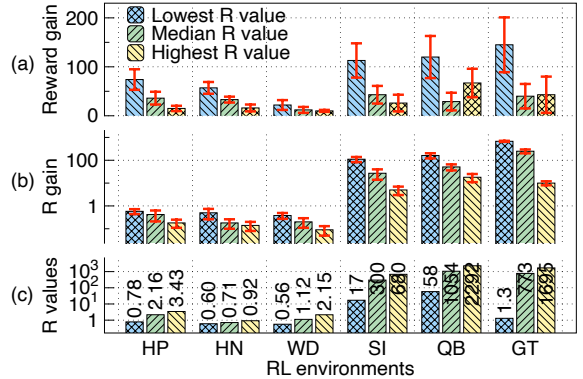 Lowest R value
Median R value
Highest R value
(a)
Reward gain
200
100
0
(b)
R gain
100
1
(c)
R values
10³
10²
10¹
1
0.78
2.16
3.43
0.60
0.71
0.92
0.56
1.12
2.15
17
300
680
58
1054
2292
1.3
773
1695
HP HN WD SI QB GT
RL environments